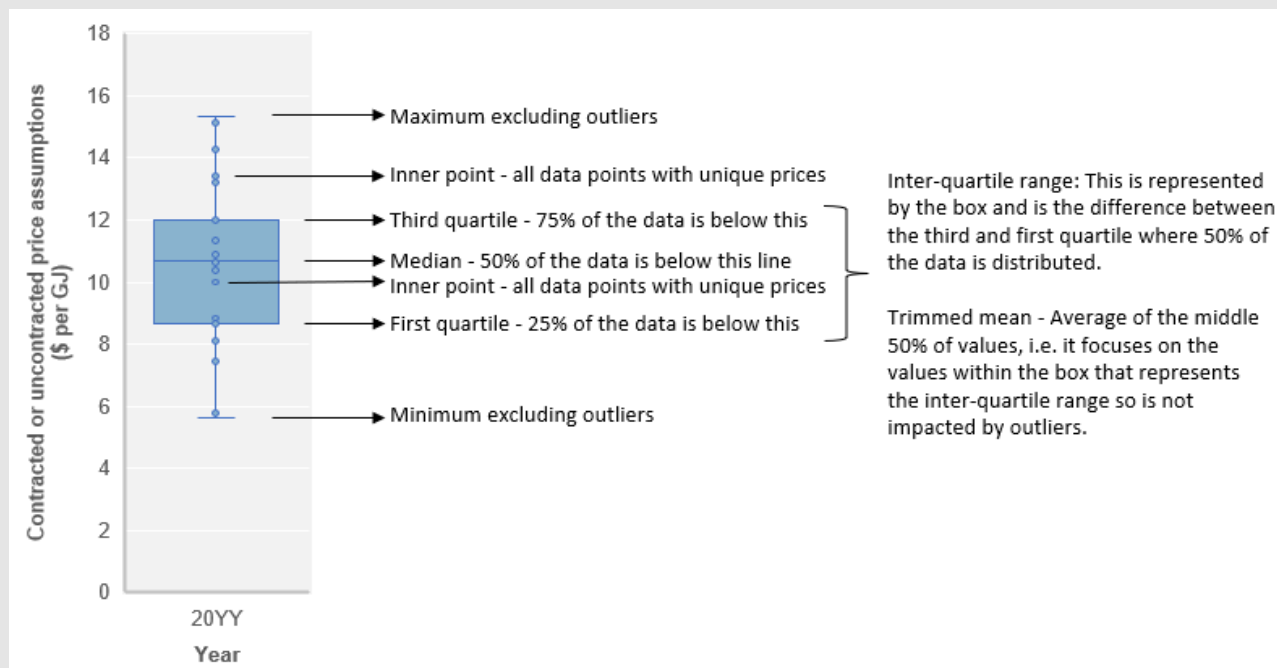 Contracted or uncontracted price assumptions
($ per GJ)
18
16
14
12
10
8
6
4
2
0
20YY
Year
Maximum excluding outliers
Inner point - all data points with unique prices
Third quartile - 75% of the data is below this
Median - 50% of the data is below this line
Inner point - all data points with unique prices
First quartile - 25% of the data is below this
Minimum excluding outliers
Inter-quartile range: This is represented
by the box and is the difference between
the third and first quartile where 50% of
the data is distributed.
Trimmed mean - Average of the middle
50% of values, i.e. it focuses on the
values within the box that represents
the inter-quartile range so is not
impacted by outliers.